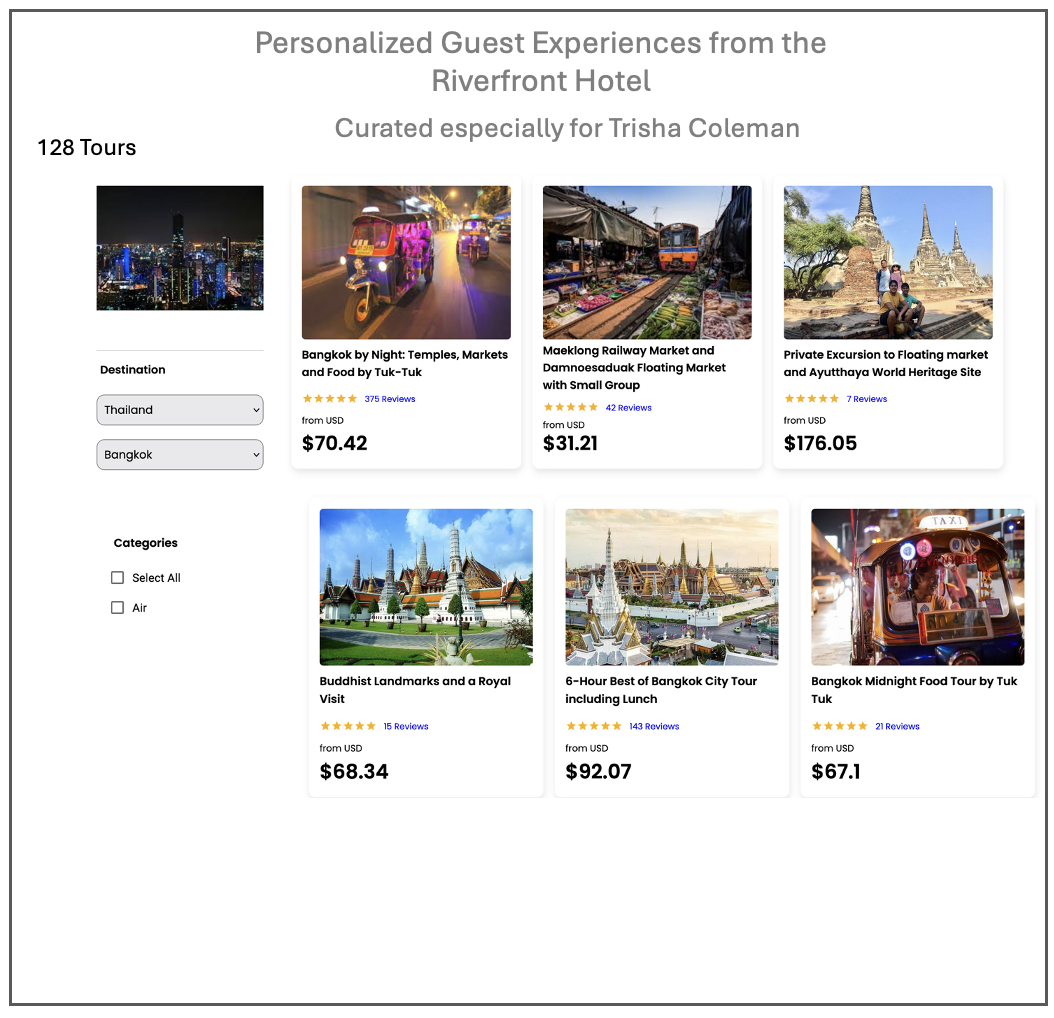 Personalized Guest Experiences from the
Riverfront Hotel
Curated especially for Trisha Coleman
128 Tours
Destination
Thailand
Bangkok
Categories
Select All
Air
Bangkok by Night: Temples, Markets
and Food by Tuk-Tuk
375 Reviews
from USD
$70.42
Maeklong Railway Market and
Damnoesaduak Floating Market
with Small Group
42 Reviews
from USD
$31.21
Private Excursion to Floating market
and Ayutthaya World Heritage Site
7 Reviews
from USD
$176.05
Buddhist Landmarks and a Royal
Visit
15 Reviews
from USD
$68.34
6-Hour Best of Bangkok City Tour
including Lunch
143 Reviews
from USD
$92.07
TAXI
Bangkok Midnight Food Tour by Tuk
Tuk
21 Reviews
from USD
$67.1